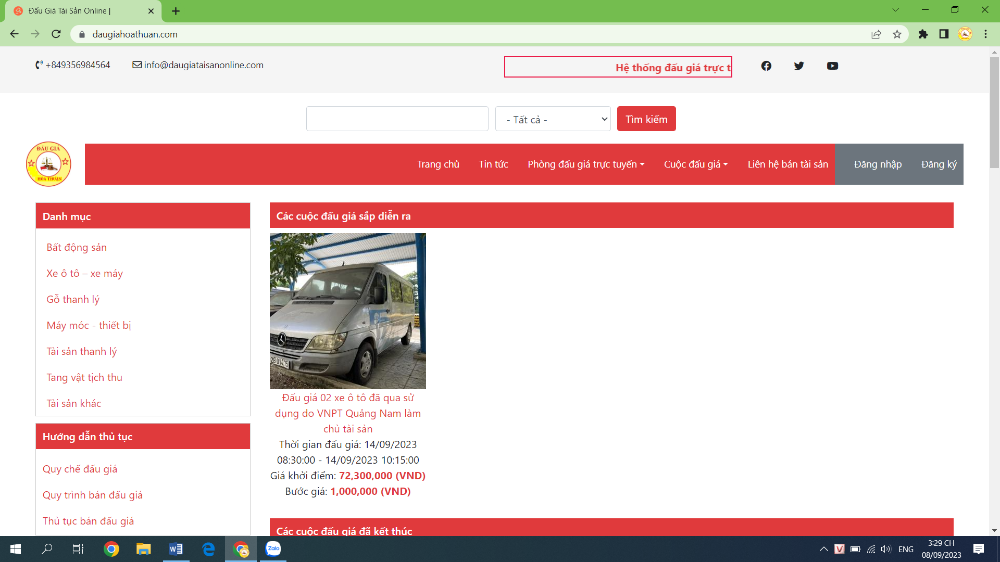 Đấu Giá Tài Sản Online |
daugiahoathuan.com
+849356984564
info@daugiataisanonline.com
Hệ thống đấu giá trực t
- Tất cả -
Tìm kiếm
ĐẤU GIÁ
HÒA THUẬN
Trang chủ
Tin tức
Phòng đấu giá trực tuyến
Cuộc đấu giá
Liên hệ bán tài sản
Đăng nhập
Đăng ký
Danh mục
Bất động sản
Xe ô tô – xe máy
Gỗ thanh lý
Máy móc - thiết bị
Tài sản thanh lý
Tang vật tịch thu
Tài sản khác
Hướng dẫn thủ tục
Quy chế đấu giá
Quy trình bán đấu giá
Thủ tục bán đấu giá
Các cuộc đấu giá sắp diễn ra
92B-01475
Đấu giá 02 xe ô tô đã qua sử
dụng do VNPT Quảng Nam làm
chủ tài sản
Thời gian đấu giá: 14/09/2023
08:30:00 - 14/09/2023 10:15:00
Giá khởi điểm: 72,300,000 (VND)
Bước giá: 1,000,000 (VND)
Các cuộc đấu giá đã kết thúc
Zalo
ENG
3:29 CH
08/09/2023